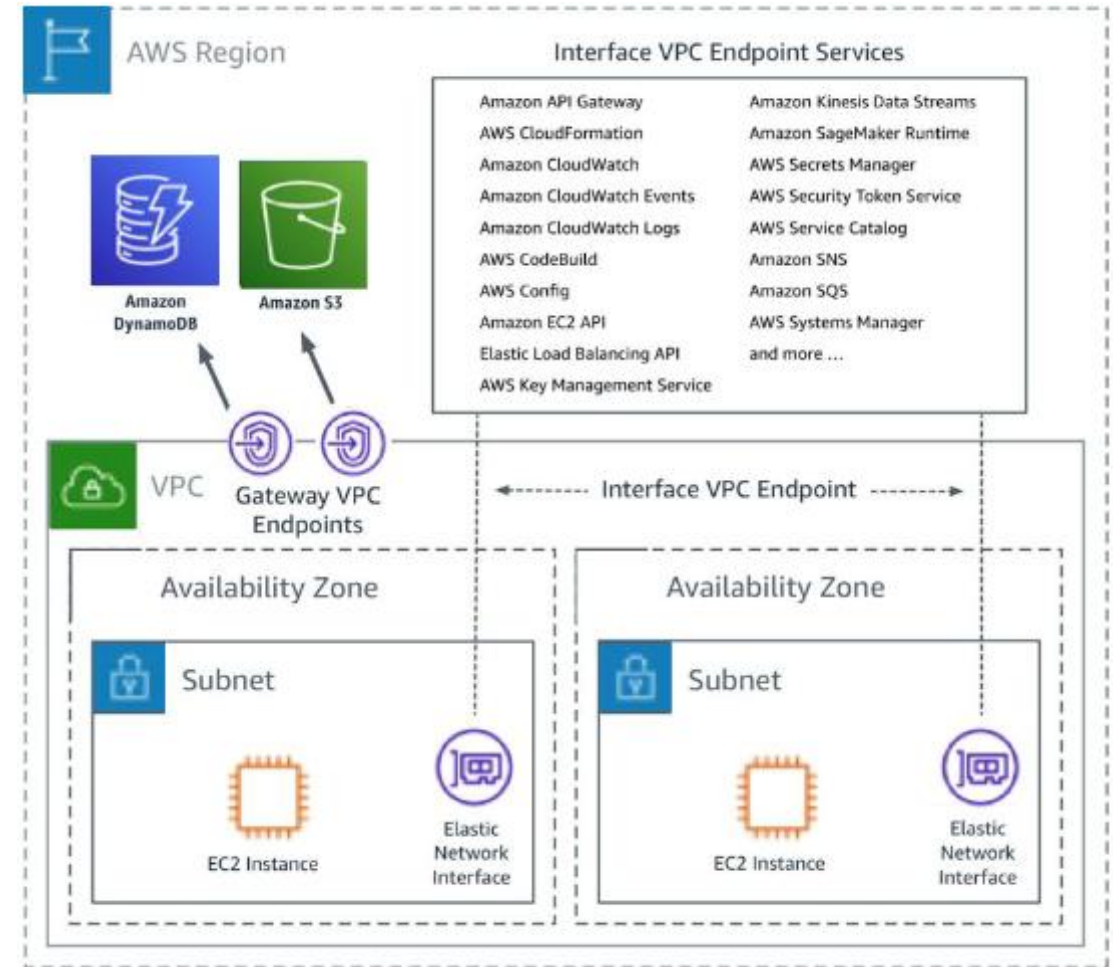 AWS Region
Interface VPC Endpoint Services
Amazon API Gateway
AWS CloudFormation
Amazon CloudWatch
Amazon CloudWatch Events
Amazon CloudWatch Logs
AWS CodeBuild
AWS Config
Amazon EC2 API
Elastic Load Balancing API
AWS Key Management Service
Amazon Kinesis Data Streams
Amazon SageMaker Runtime
AWS Secrets Manager
AWS Security Token Service
AWS Service Catalog
Amazon SNS
Amazon SQS
AWS Systems Manager
and more ...
Amazon
DynamoDB
Amazon S3
VPC
Gateway VPC
Endpoints
Interface VPC Endpoint
Availability Zone
Subnet
EC2 Instance
Elastic
Network
Interface
Availability Zone
Subnet
EC2 Instance
Elastic
Network
Interface